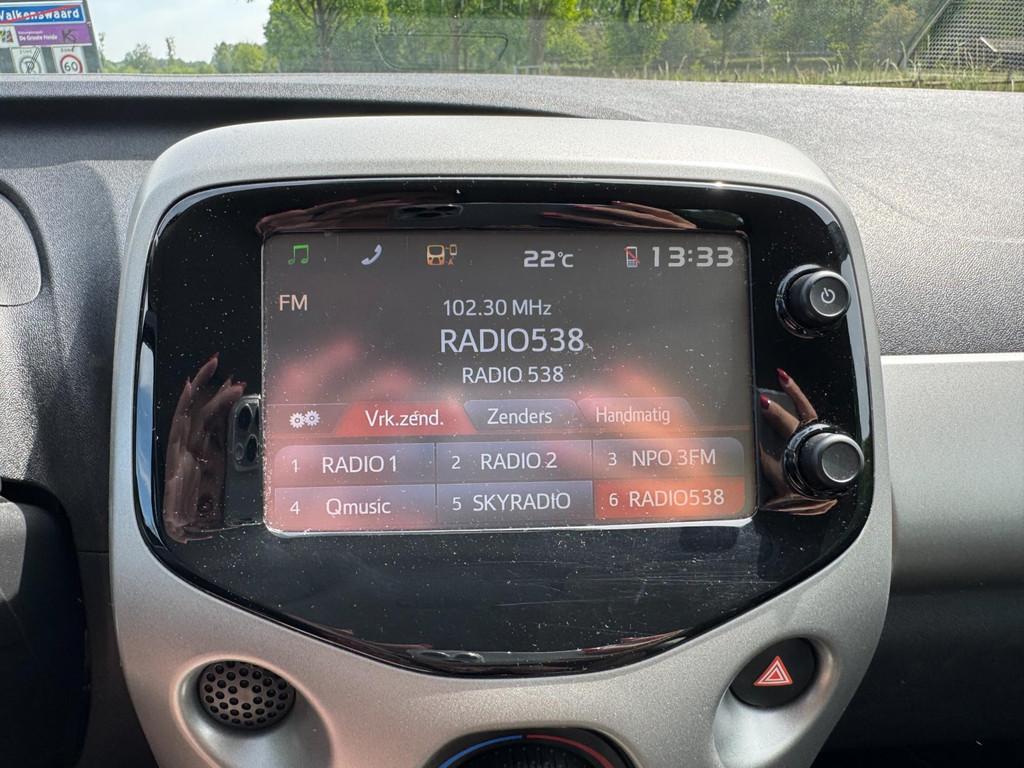 Valkenswaard
De Groote Heide
60
22°C
13:33
FM
102.30 MHz
RADIO538
RADIO 538
Vrk.zend.
Zenders
Handmatig
1 RADIO 1
2 RADIO 2
3 NPO 3FM
4 Qmusic
5 SKYRADIO
6 RADIO538